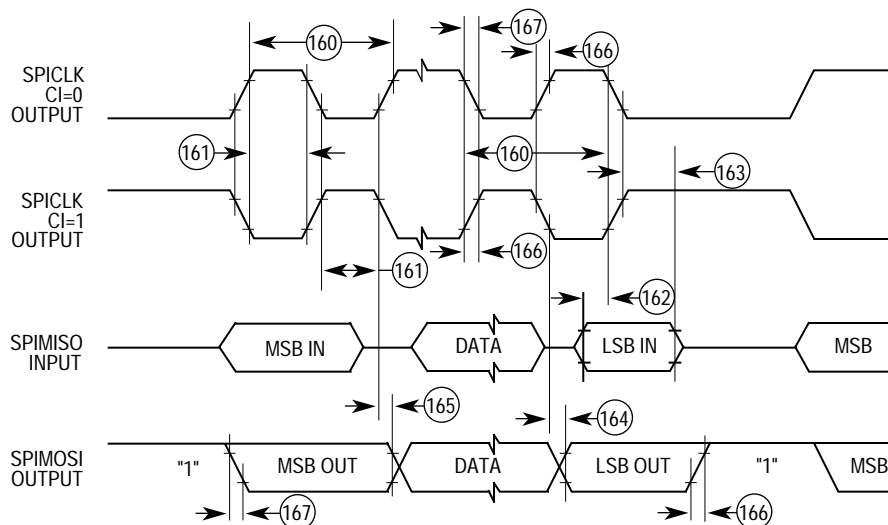 160
167
166
SPICLK
CI=0
OUTPUT
161
160
163
SPICLK
CI=1
OUTPUT
161
166
162
SPIMISO
INPUT
MSB IN
DATA
LSB IN
MSB
165
164
SPIMOSI
OUTPUT
"1"
MSB OUT
DATA
LSB OUT
"1"
MSB
167
166